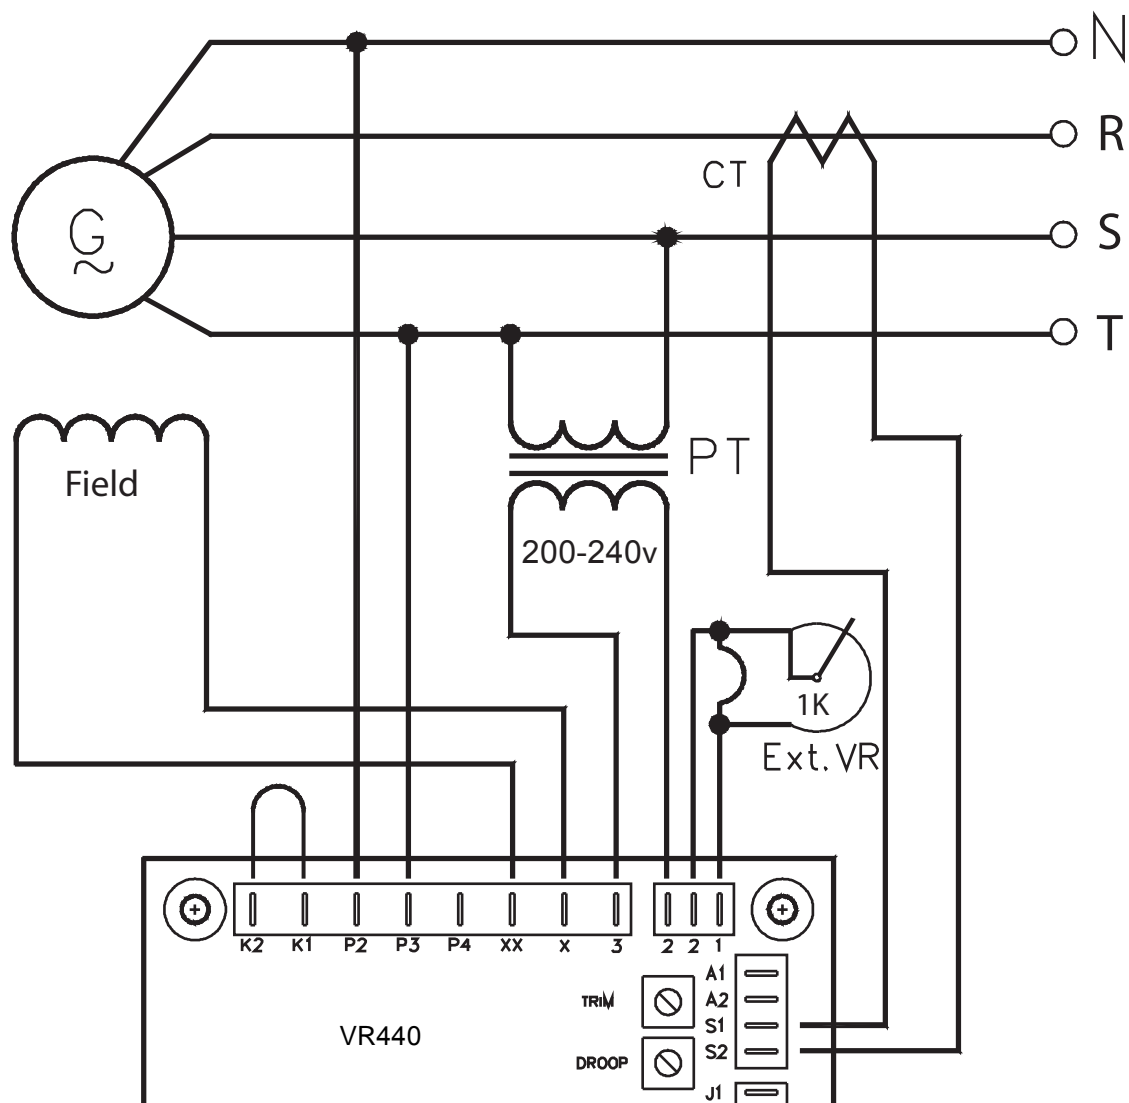 N
R
CT
G
~
S
T
PT
Field
200-240v
1K
Ext.VR
K2 K1 P2 P3 P4 XX X 3 2 2 1
A1
TRIM
A2
S1
VR440
S2
DROOP
J1